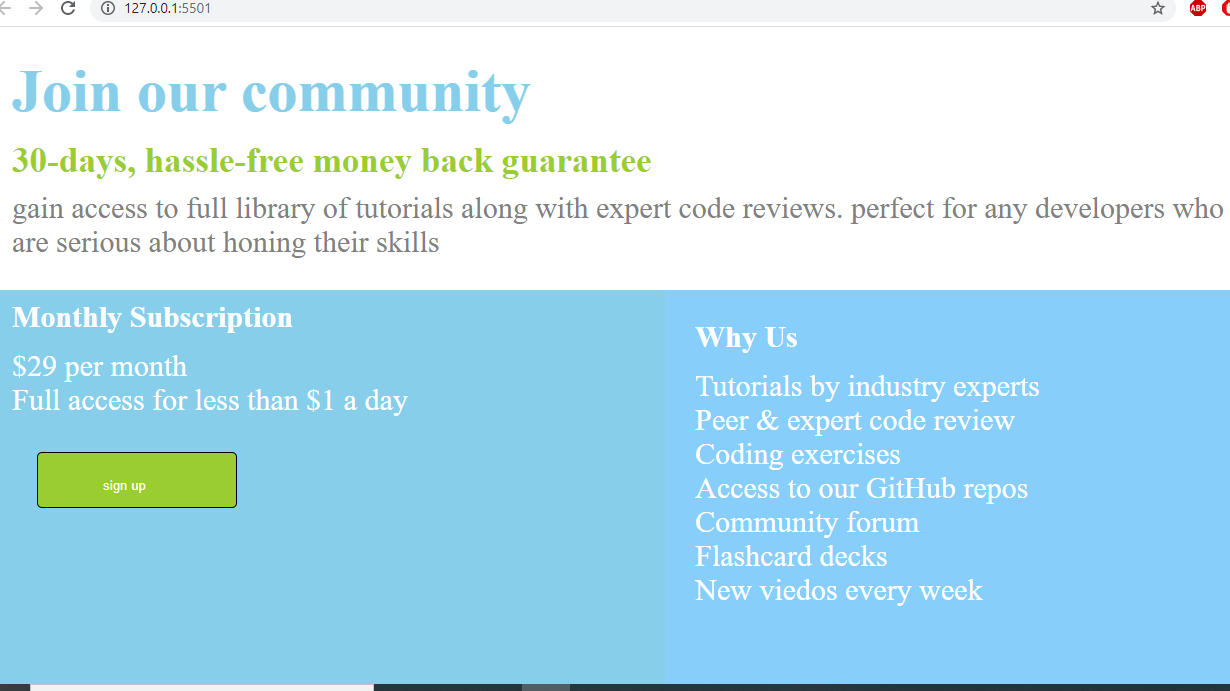 127.0.0.1:5501
ABP
Join our community
30-days, hassle-free money back guarantee
gain access to full library of tutorials along with expert code reviews. perfect for any developers who
are serious about honing their skills
Monthly Subscription
$29 per month
Full access for less than $1 a day
sign up
Why Us
Tutorials by industry experts
Peer & expert code review
Coding exercises
Access to our GitHub repos
Community forum
Flashcard decks
New viedos every week